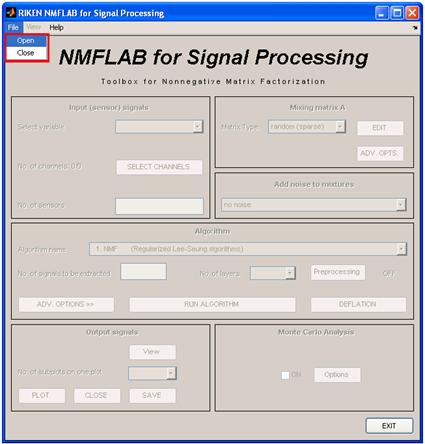 RIKEN NMFLAB for Signal Processing
File View Help
Open
Close
NMFLAB for Signal Processing
Toolbox for Nonnegative Matrix Factorization
Input (sensor) signals
Select variable
No. of channels: 0/0 SELECT CHANNELS
No. of sensors
Mixing matrix A
Matrix Type random (sparse) EDIT
ADV. OPTS.
Add noise to mixtures
no noise
Algorithm
Algorithm name 1. NMF (Regularized Lee-Seung algorithms)
No. of signals to be extracted No. of layers Preprocessing OFF
ADV. OPTIONS >> RUN ALGORITHM DEFLATION
Output signals
View
No. of subplots on one plot
PLOT CLOSE SAVE
Monte Carlo Analysis
ON Options
EXIT